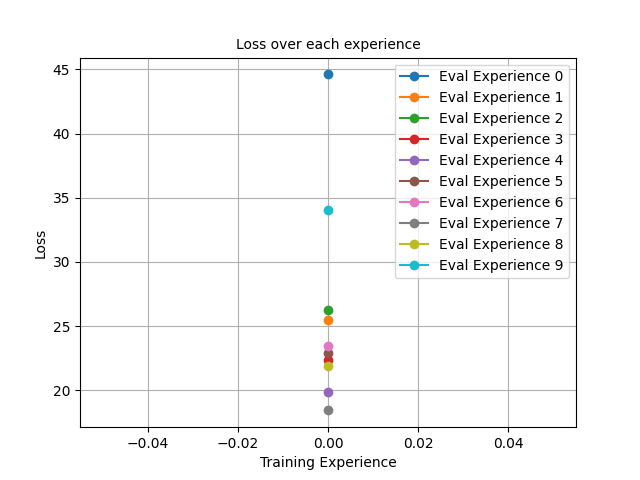 Loss over each experience
45
40
35
30
25
20
Loss
Eval Experience 0
Eval Experience 1
Eval Experience 2
Eval Experience 3
Eval Experience 4
Eval Experience 5
Eval Experience 6
Eval Experience 7
Eval Experience 8
Eval Experience 9
−0.04 −0.02 0.00 0.02 0.04
Training Experience